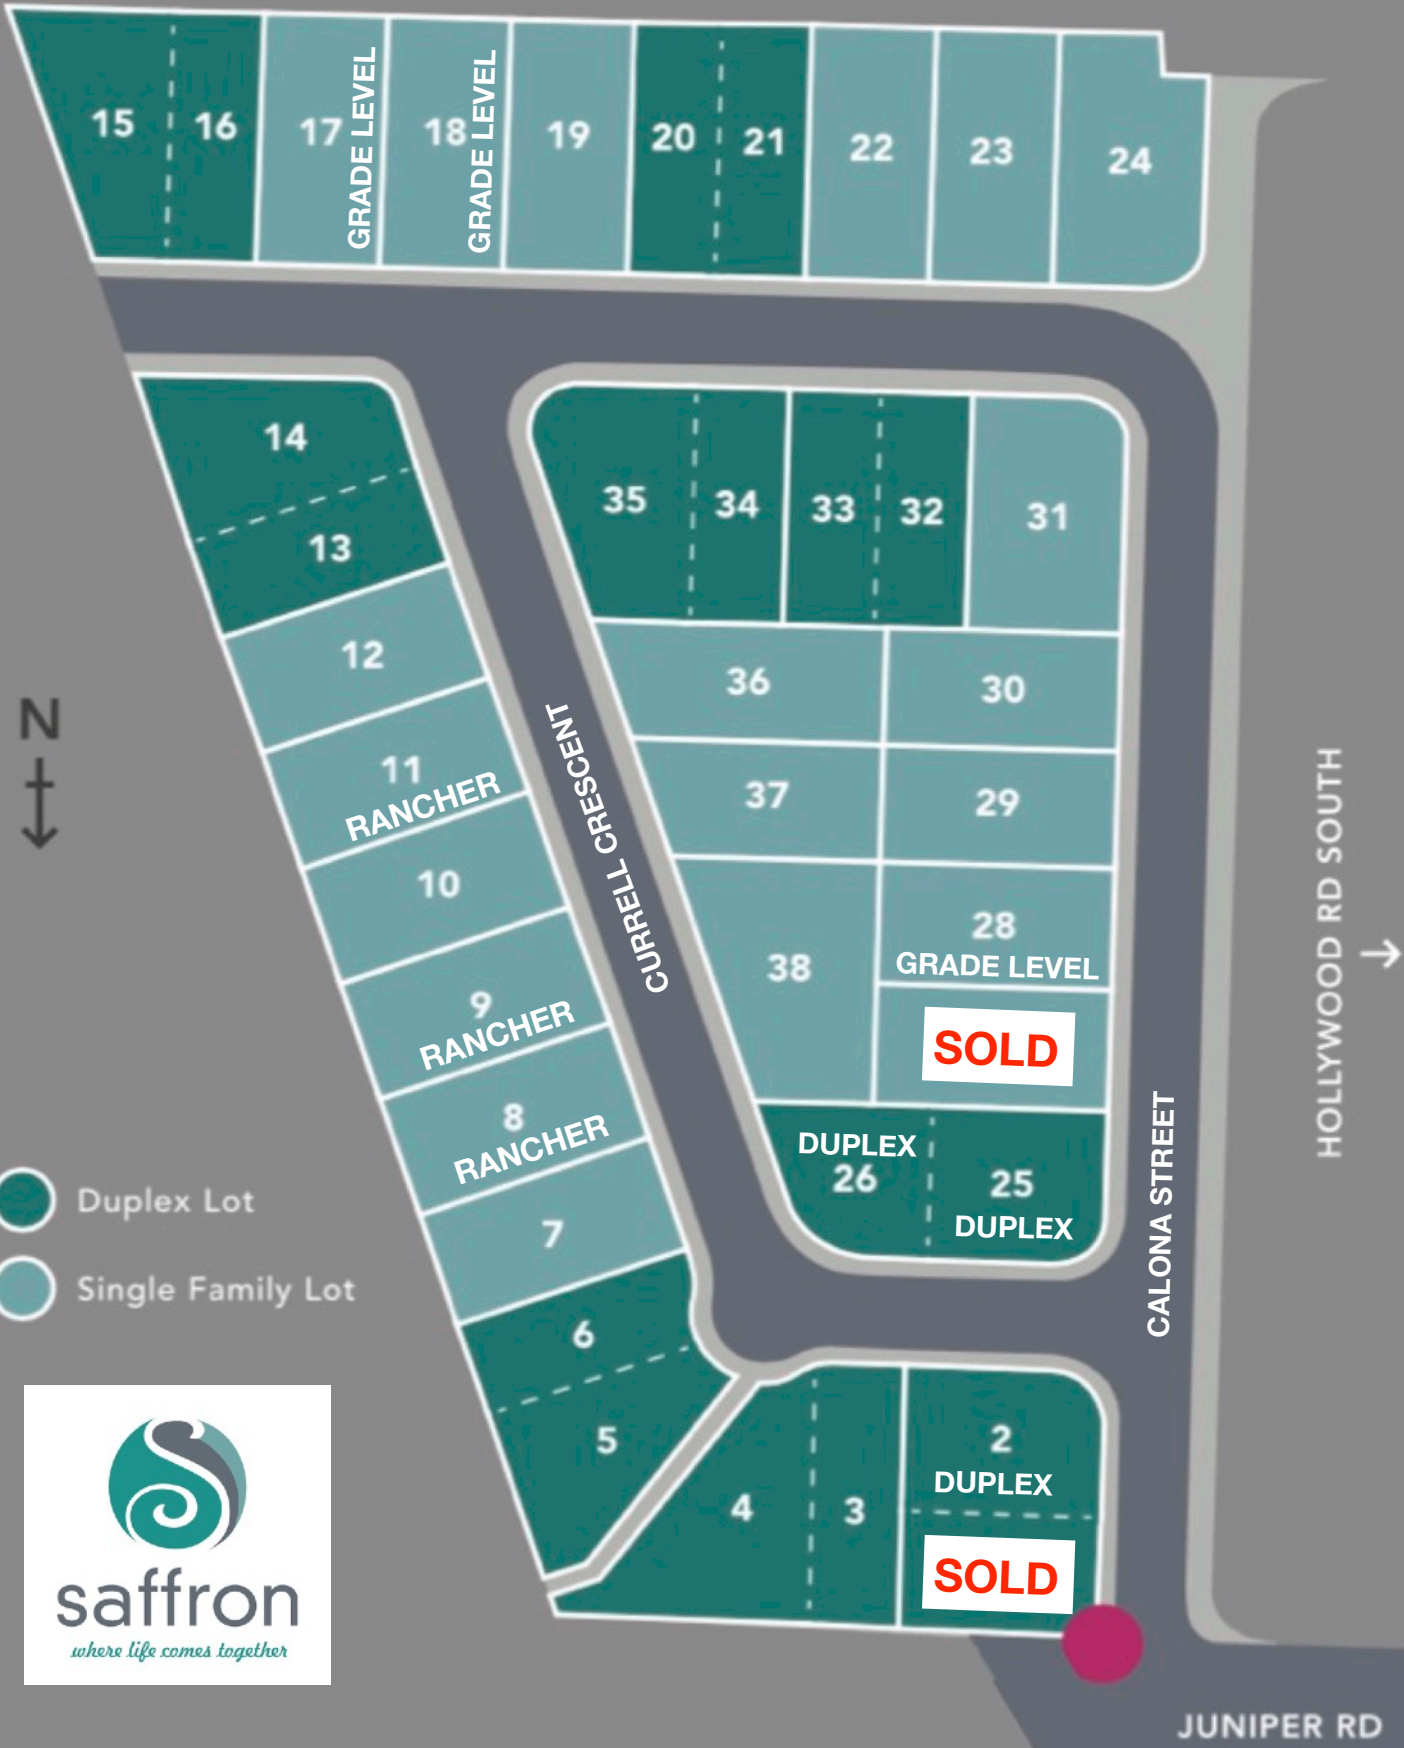 15
16
17
GRADE LEVEL
18
GRADE LEVEL
19
20
21
22
23
24
14
13
12
11
RANCHER
10
9
RANCHER
8
RANCHER
7
6
5
CURRELL CRESCENT
35
34
33
32
31
36
30
37
29
38
28
GRADE LEVEL
SOLD
DUPLEX
26
25
DUPLEX
4
3
2
DUPLEX
SOLD
CALONA STREET
HOLLYWOOD RD SOUTH
JUNIPER RD
N
Duplex Lot
Single Family Lot
saffron
where life comes together